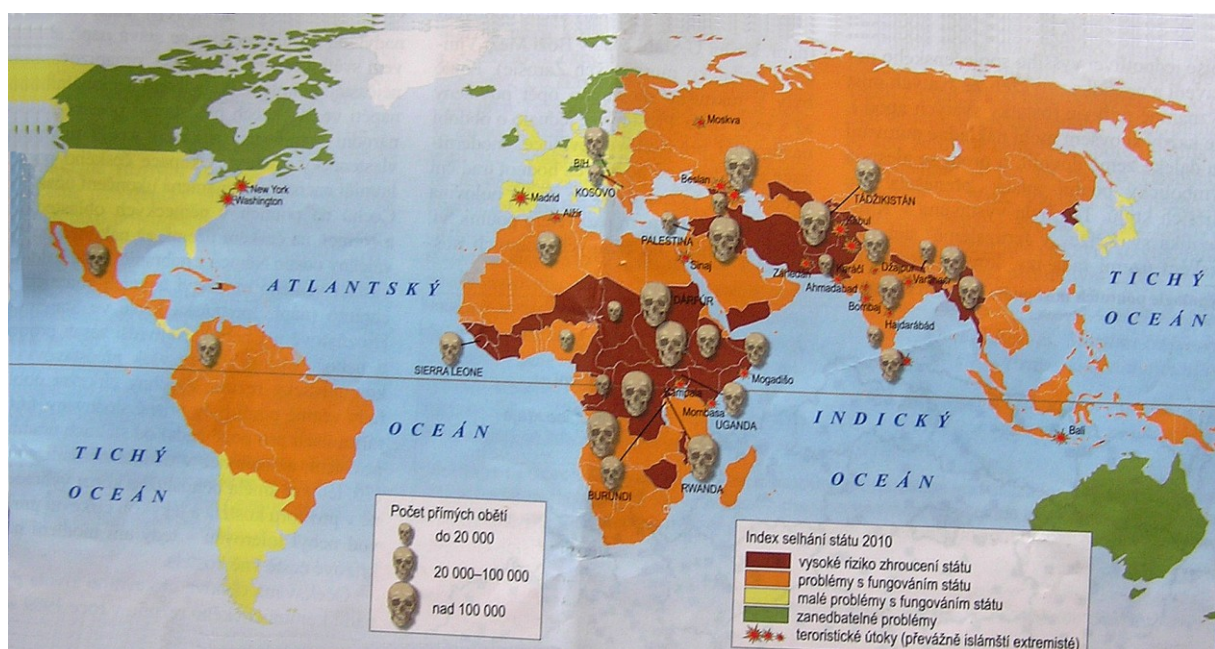 Moskva
New York
Washington
Madrid
Alžír
BIH
KOSOVO
Beslan
TÁDŽIKISTÁN
Kábul
PALESTINA
Sinaj
Záhedán
Karáčí
Džajpur
Ahmadabad
Bombaj
Hajdarábád
ATLANTSKÝ
OCEÁN
TICHÝ
OCEÁN
DÁRFÚR
SIERRA LEONE
Mogadišo
Kampala
Mombasa
UGANDA
BURUNDI
RWANDA
INDICKÝ
OCEÁN
Bali
TICHÝ
OCEÁN
Počet přímých obětí
do 20 000
20 000–100 000
nad 100 000
Index selhání státu 2010
vysoké riziko zhroucení státu
problémy s fungováním státu
malé problémy s fungováním státu
zanedbatelné problémy
teroristické útoky (převážně islámští extremisté)